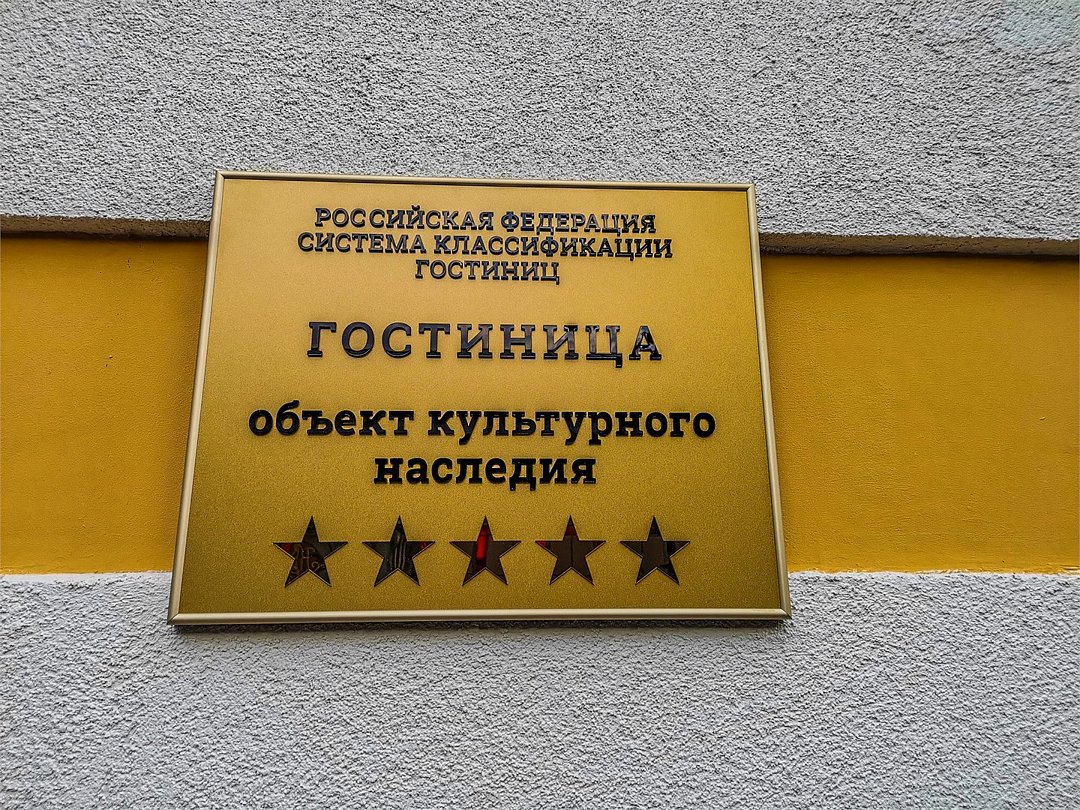 РОССИЙСКАЯ ФЕДЕРАЦИЯ
СИСТЕМА КЛАССИФИКАЦИИ
ГОСТИНИЦ
ГОСТИНИЦА
объект культурного
наследия